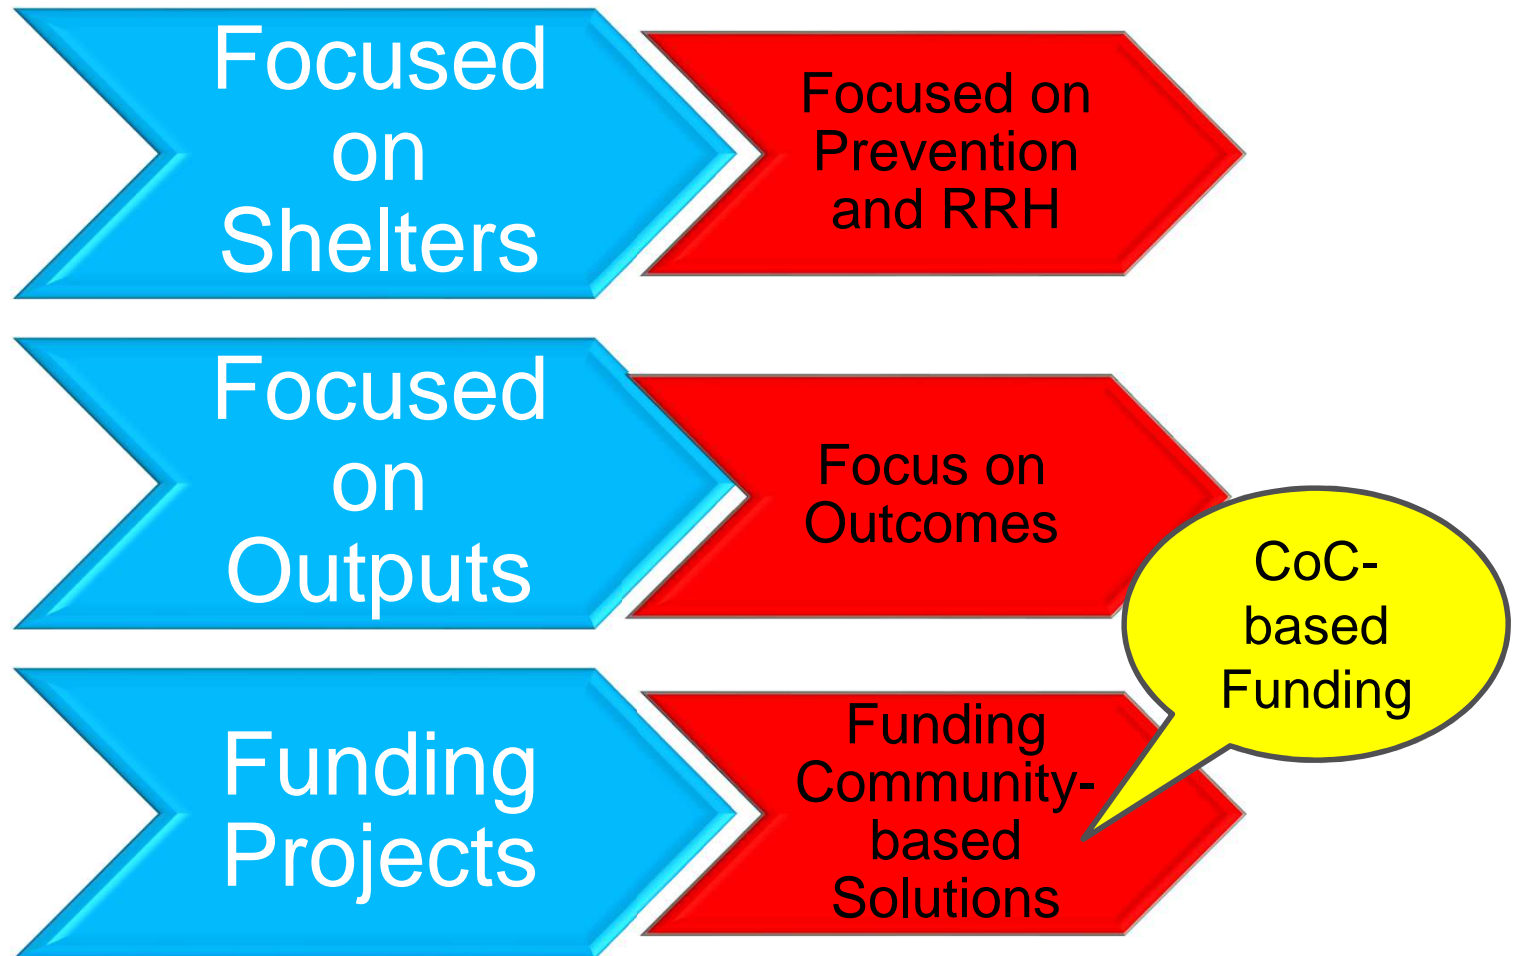 Focused
on
Shelters
Focused on
Prevention
and RRH
Focused
on
Outputs
Focus on
Outcomes
CoC-
based
Funding
Funding
Projects
Funding
Community-
based
Solutions